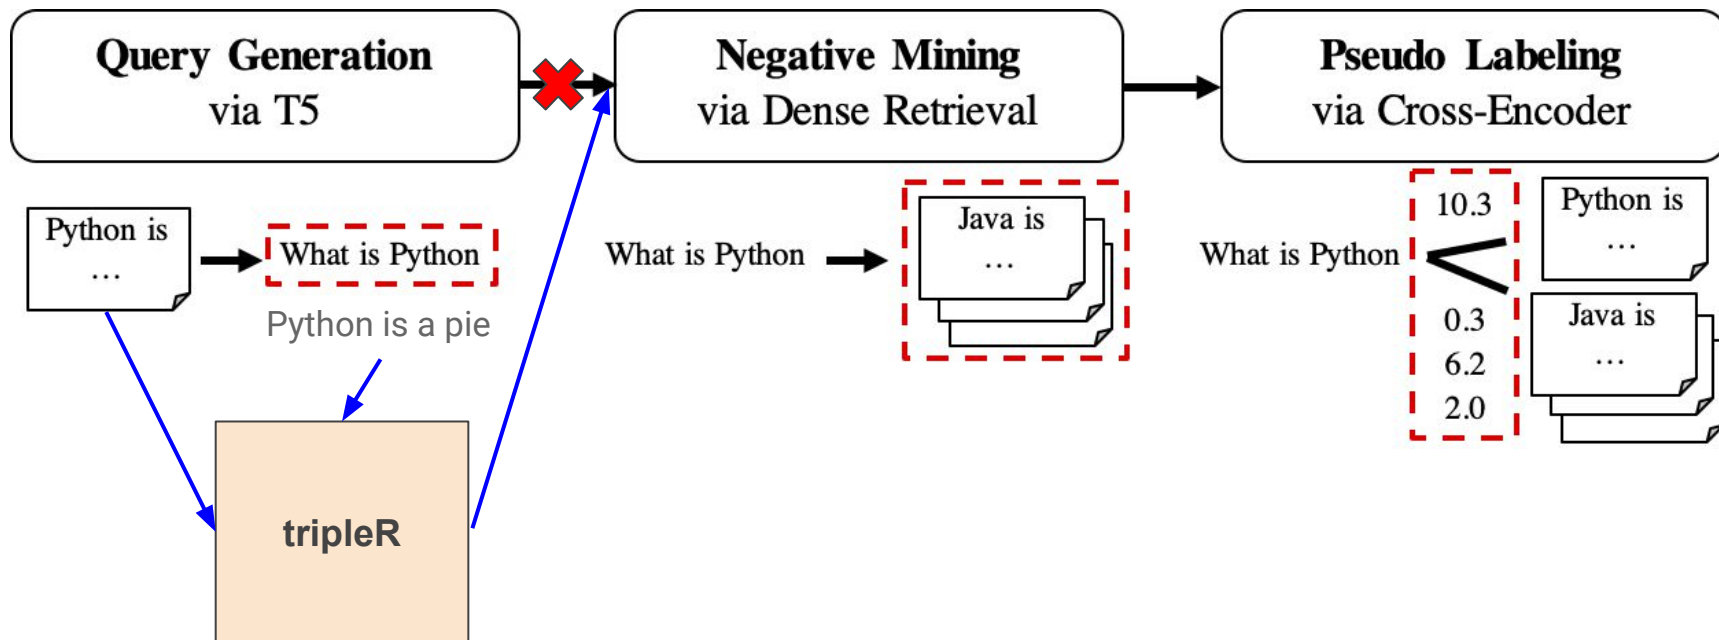 Query Generation
via T5
Negative Mining
via Dense Retrieval
Pseudo Labeling
via Cross-Encoder
Python is
...
What is Python
Python is a pie
tripleR
What is Python
Java is
...
What is Python
10.3
0.3
6.2
2.0
Python is
...
Java is
...